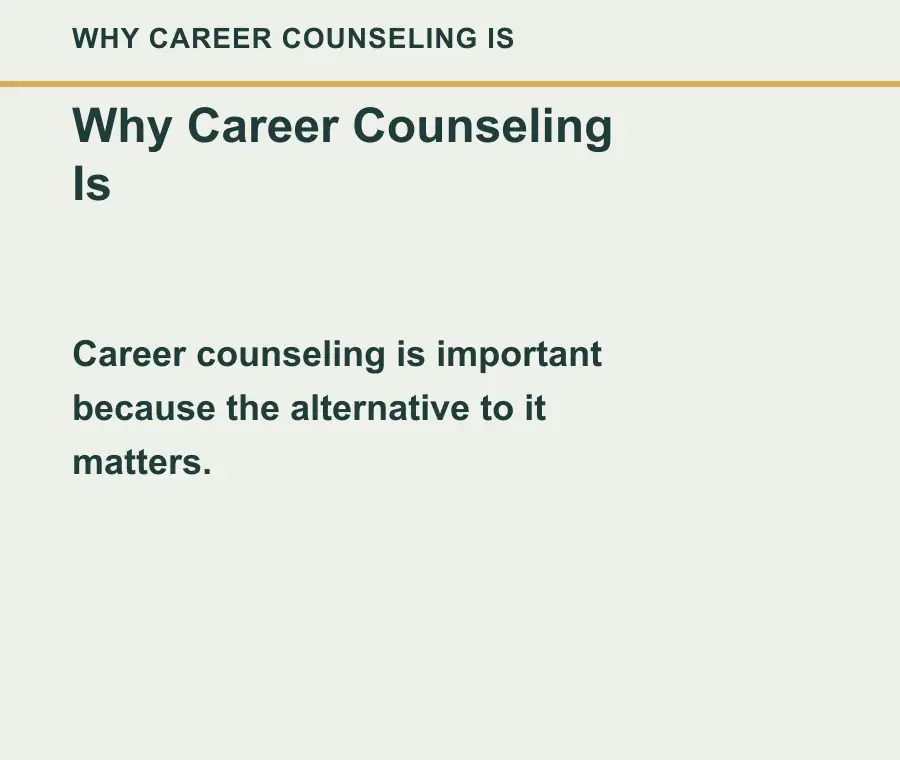 WHY CAREER COUNSELING IS
Why Career Counseling
Is
Career counseling is important
because the alternative to it
matters.